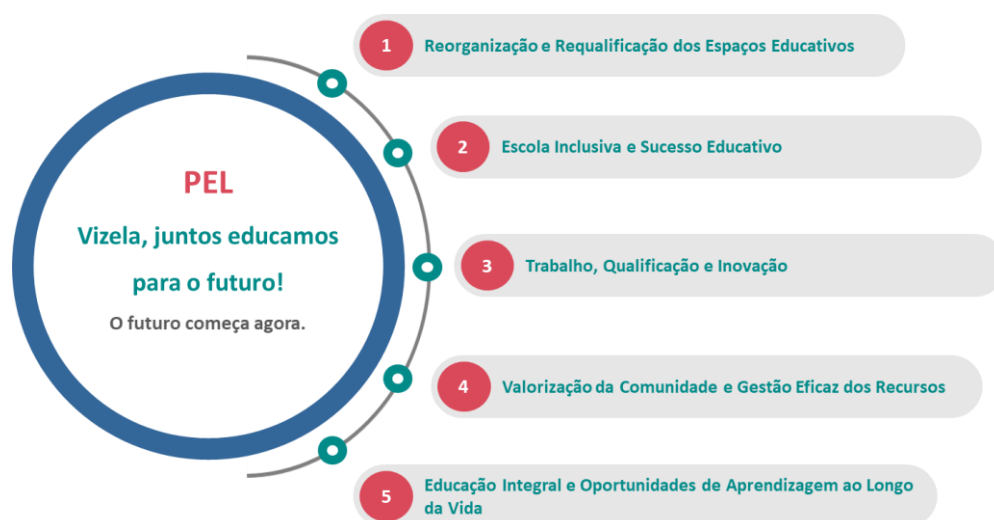 PEL
Vizela, juntos educamos
para o futuro!
O futuro começa agora.
1 Reorganização e Requalificação dos Espaços Educativos
2 Escola Inclusiva e Sucesso Educativo
3 Trabalho, Qualificação e Inovação
4 Valorização da Comunidade e Gestão Eficaz dos Recursos
5 Educação Integral e Oportunidades de Aprendizagem ao Longo
da Vida